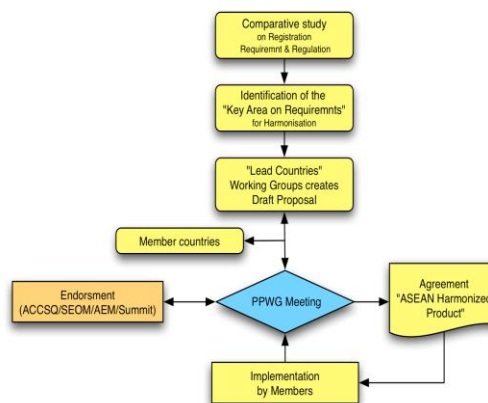 Comparative study
on Registration
Requiremnt & Regulation
Identification of the
"Key Area on Requiremnts"
for Harmonisation
"Lead Countries"
Working Groups creates
Draft Proposal
Member countries
Endorsment
(ACCSQ/SEOM/AEM/Summit)
PPWG Meeting
Agreement
"ASEAN Harmonized
Product"
Implementation
by Members